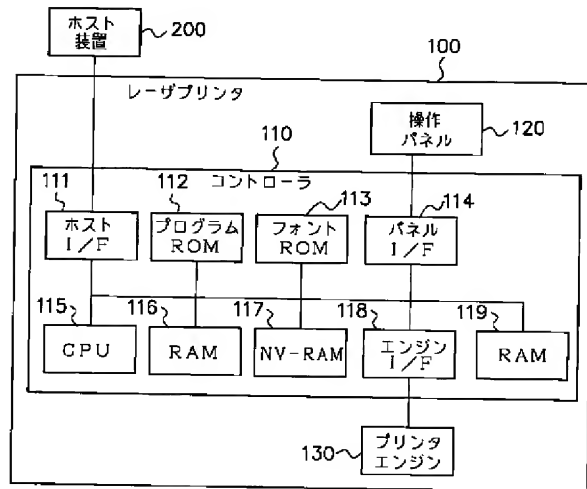 ホスト
装置
200
100
レーザプリンタ
操作
パネル
120
110
コントローラ
111
ホスト
I/F
112
プログラム
ROM
113
フォント
ROM
114
パネル
I/F
115
CPU
116
RAM
117
NV-RAM
118
エンジン
I/F
119
RAM
130
プリンタ
エンジン